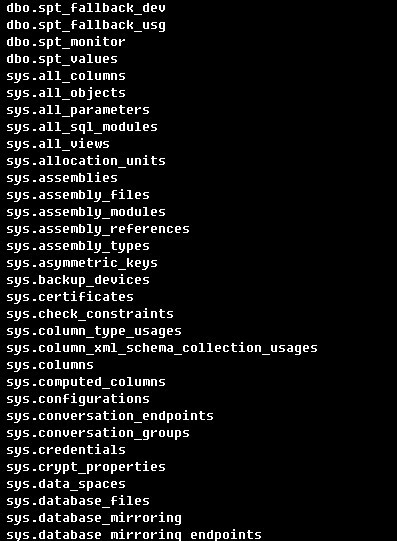 dbo.spt_fallback_dev
dbo.spt_fallback_usg
dbo.spt_monitor
dbo.spt_values
sys.all_columns
sys.all_objects
sys.all_parameters
sys.all_sql_modules
sys.all_views
sys.allocation_units
sys.assemblies
sys.assembly_files
sys.assembly_modules
sys.assembly_references
sys.assembly_types
sys.asymmetric_keys
sys.backup_devices
sys.certificates
sys.check_constraints
sys.column_type_usages
sys.column_xml_schema_collection_usages
sys.columns
sys.computed_columns
sys.configurations
sys.conversation_endpoints
sys.conversation_groups
sys.credentials
sys.crypt_properties
sys.data_spaces
sys.database_files
sys.database_mirroring
sys.database_mirroring_endpoints